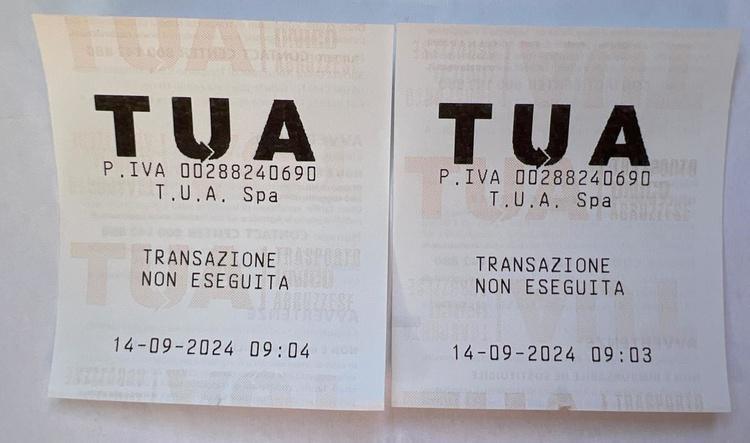 TUA
P.IVA 00288240690
T.U.A. Spa
TRANSAZIONE
NON ESEGUITA
14-09-2024 09:04
TUA
P.IVA 00288240690
T.U.A. Spa
TRANSAZIONE
NON ESEGUITA
14-09-2024 09:03